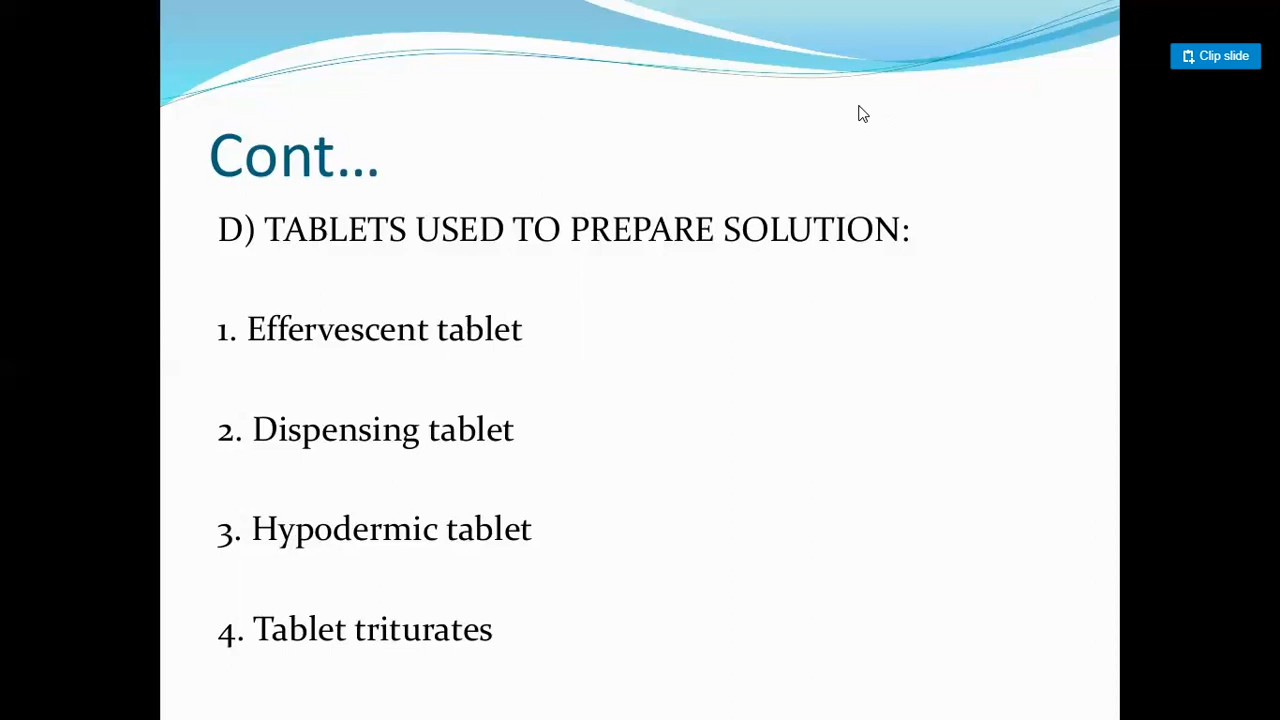 Clip slide
Cont...
D) TABLETS USED TO PREPARE SOLUTION:
1. Effervescent tablet
2. Dispensing tablet
3. Hypodermic tablet
4. Tablet triturates